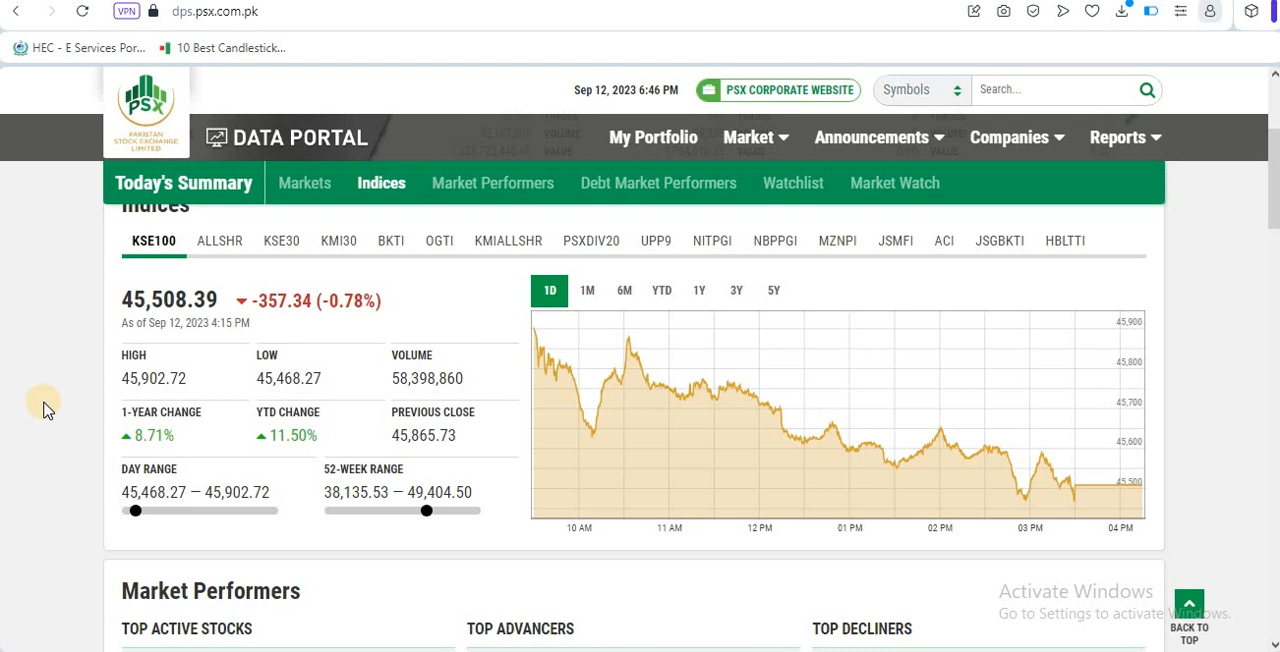 VPN dps.psx.com.pk
HEC - E Services Por... 10 Best Candlestick...
PSX
PAKISTAN
STOCK EXCHANGE
LIMITED
Sep 12, 2023 6:46 PM PSX CORPORATE WEBSITE Symbols Search...
DATA PORTAL My Portfolio Market Announcements Companies Reports
VOLUME VOLUME
VALUE VALUE VALUE
Today's Summary Markets Indices Market Performers Debt Market Performers Watchlist Market Watch
Indices
KSE100 ALLSHR KSE30 KMI30 BKTI OGTI KMIALLSHR PSXDIV20 UPP9 NITPGI NBPPGI MZNPI JSMFI ACI JSGBKTI HBLTTI
45,508.39 -357.34 (-0.78%)
As of Sep 12, 2023 4:15 PM
HIGH LOW VOLUME
45,902.72 45,468.27 58,398,860
1-YEAR CHANGE YTD CHANGE PREVIOUS CLOSE
8.71% 11.50% 45,865.73
DAY RANGE 52-WEEK RANGE
45,468.27 — 45,902.72 38,135.53 — 49,404.50
1D 1M 6M YTD 1Y 3Y 5Y
45,900
45,800
45,700
45,600
45,500
10 AM 11 AM 12 PM 01 PM 02 PM 03 PM 04 PM
Market Performers
TOP ACTIVE STOCKS TOP ADVANCERS TOP DECLINERS
Activate Windows
Go to Settings to activate Windows.
BACK TO
TOP